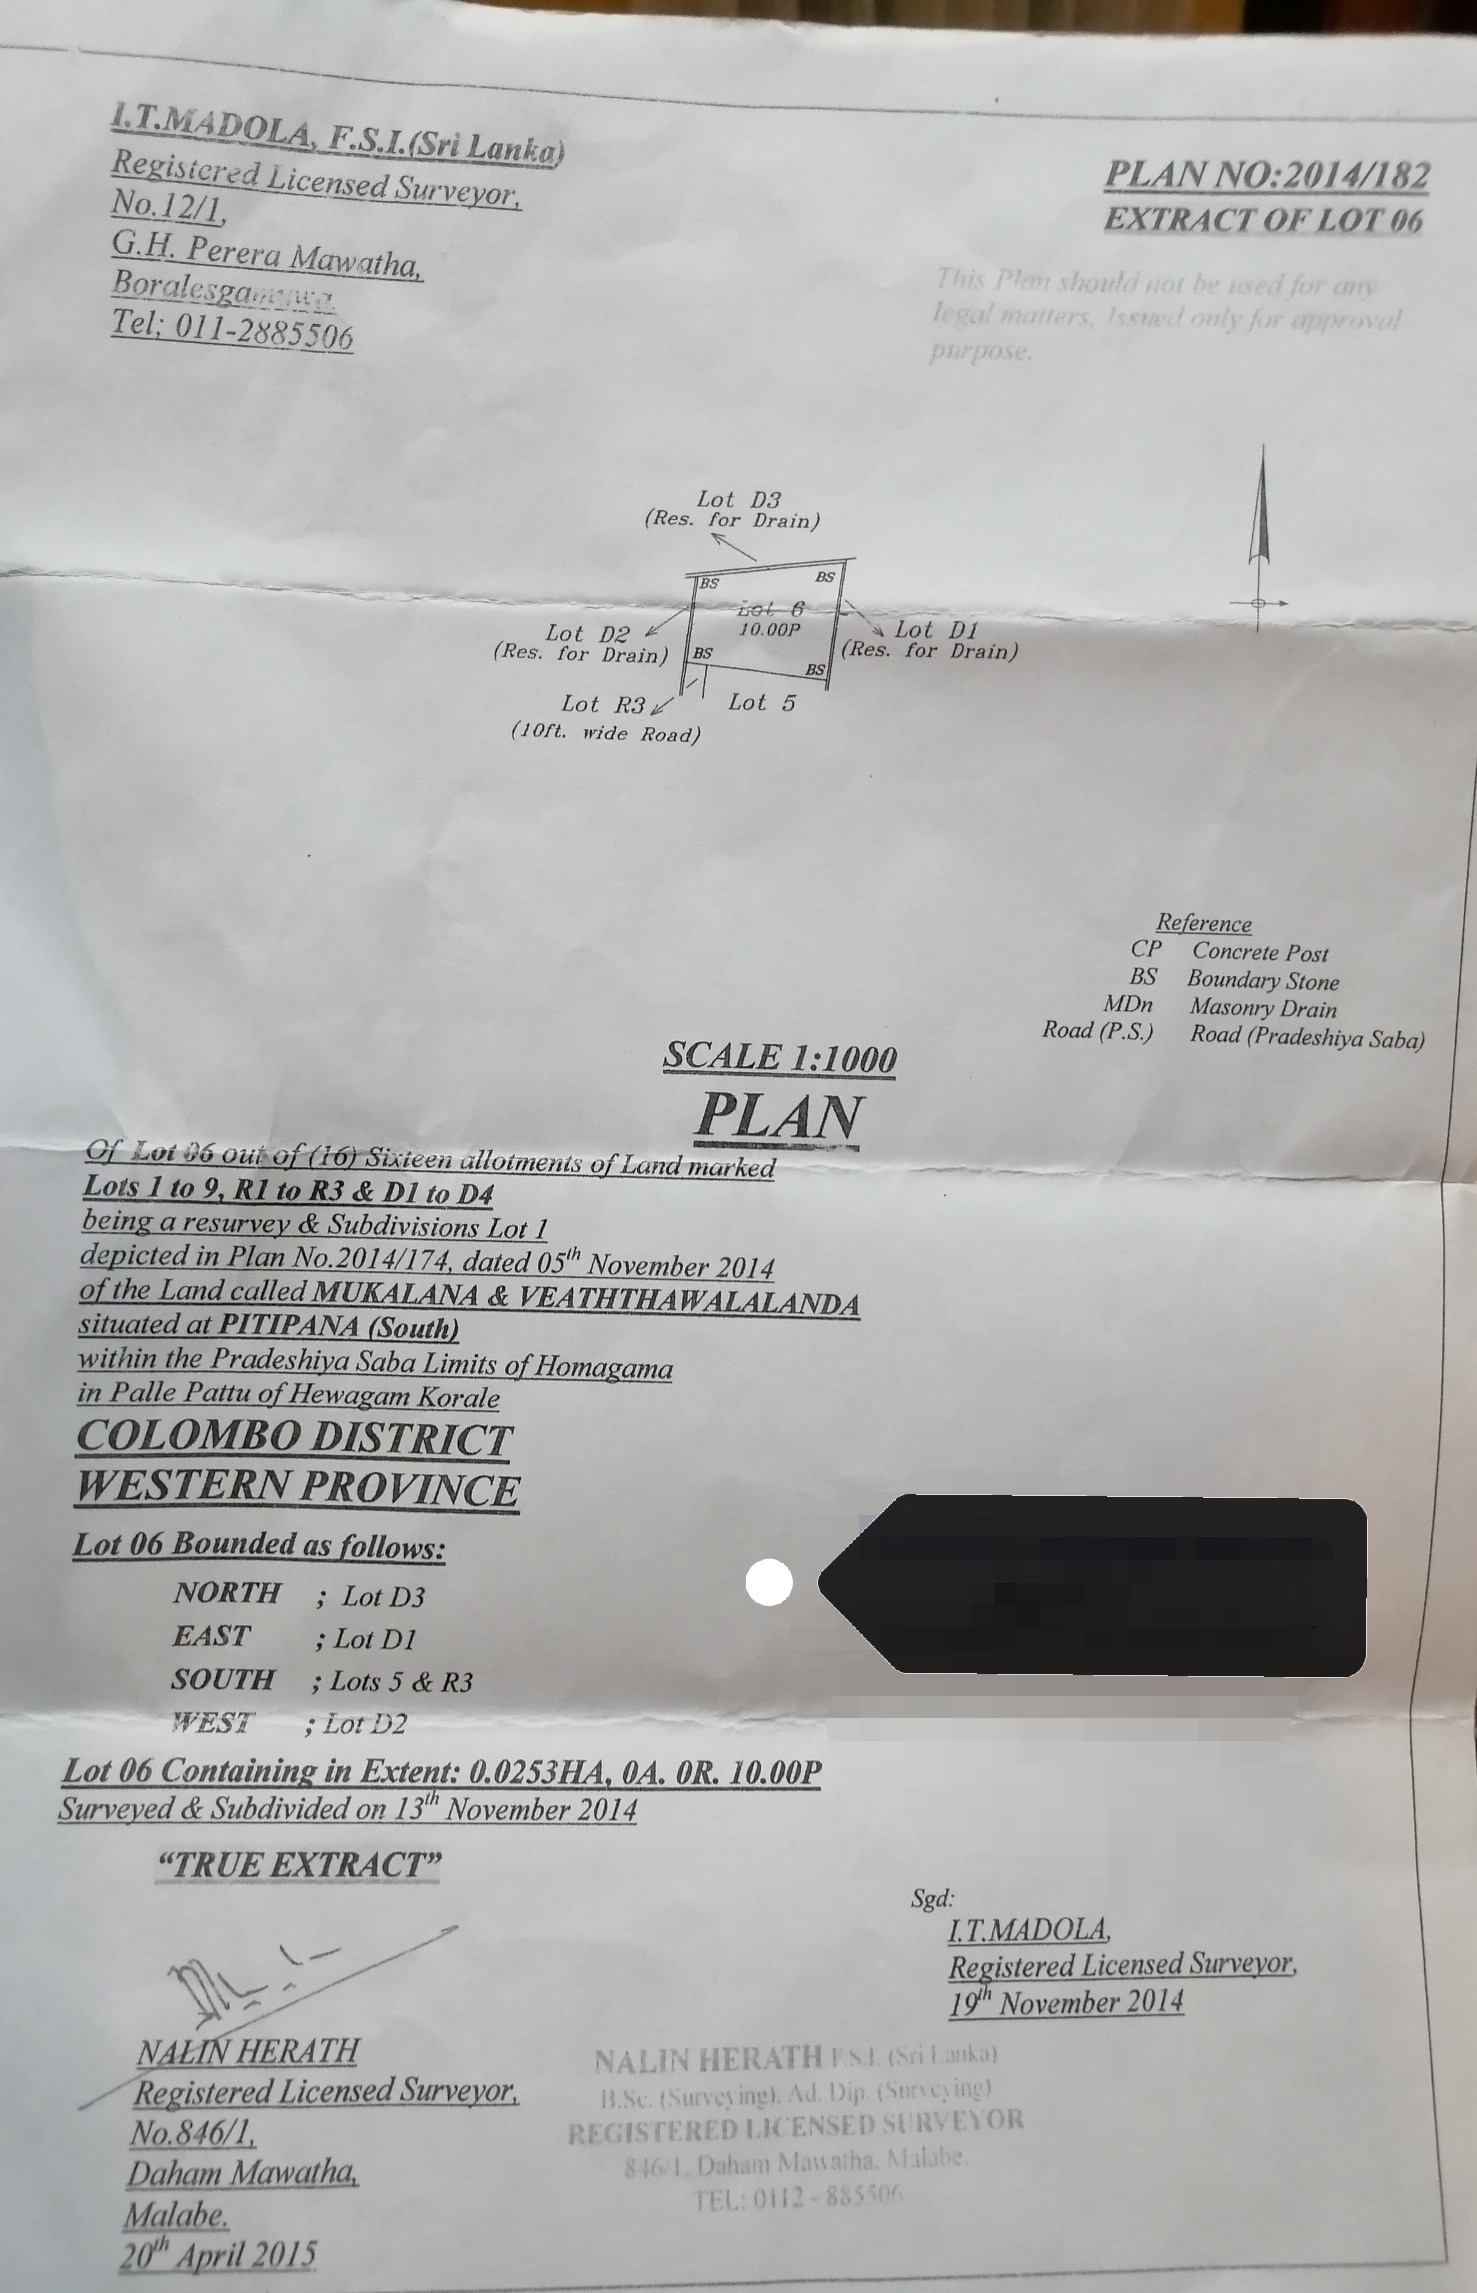 I.T.MADOLA, F.S.I.(Sri Lanka)
Registered Licensed Surveyor,
No.12/1,
G.H. Perera Mawatha,
Boralesgamuwa.
Tel; 011-2885506
PLAN NO:2014/182
EXTRACT OF LOT 06
This Plan should not be used for any
legal matters, Issued only for approval
purpose.
Lot D3
(Res. for Drain)
BS
BS
Lot 6
10.00P
Lot D2
(Res. for Drain)
Lot D1
(Res. for Drain)
BS
BS
Lot R3
(10ft. wide Road)
Lot 5
Reference
CP Concrete Post
BS Boundary Stone
MDn Masonry Drain
Road (P.S.) Road (Pradeshiya Saba)
SCALE 1:1000
PLAN
Of Lot 06 out of (16) Sixteen allotments of Land marked
Lots 1 to 9, R1 to R3 & D1 to D4
being a resurvey & Subdivisions Lot 1
depicted in Plan No.2014/174, dated 05th November 2014
of the Land called MUKALANA & VEATHTHAWALALANDA
situated at PITIPANA (South)
within the Pradeshiya Saba Limits of Homagama
in Palle Pattu of Hewagam Korale
COLOMBO DISTRICT
WESTERN PROVINCE
Lot 06 Bounded as follows:
NORTH ; Lot D3
EAST ; Lot D1
SOUTH ; Lots 5 & R3
WEST ; Lot D2
Lot 06 Containing in Extent: 0.0253HA, 0A. 0R. 10.00P
Surveyed & Subdivided on 13th November 2014
“TRUE EXTRACT”
Sgd:
I.T.MADOLA,
Registered Licensed Surveyor,
19th November 2014
NALIN HERATH
Registered Licensed Surveyor,
No.846/1,
Daham Mawatha,
Malabe.
20th April 2015
NALIN HERATH F.S.I. (Sri Lanka)
B.Sc. (Surveying), Ad. Dip. (Surveying)
REGISTERED LICENSED SURVEYOR
846/1, Daham Mawatha, Malabe.
TEL: 0112 - 885506